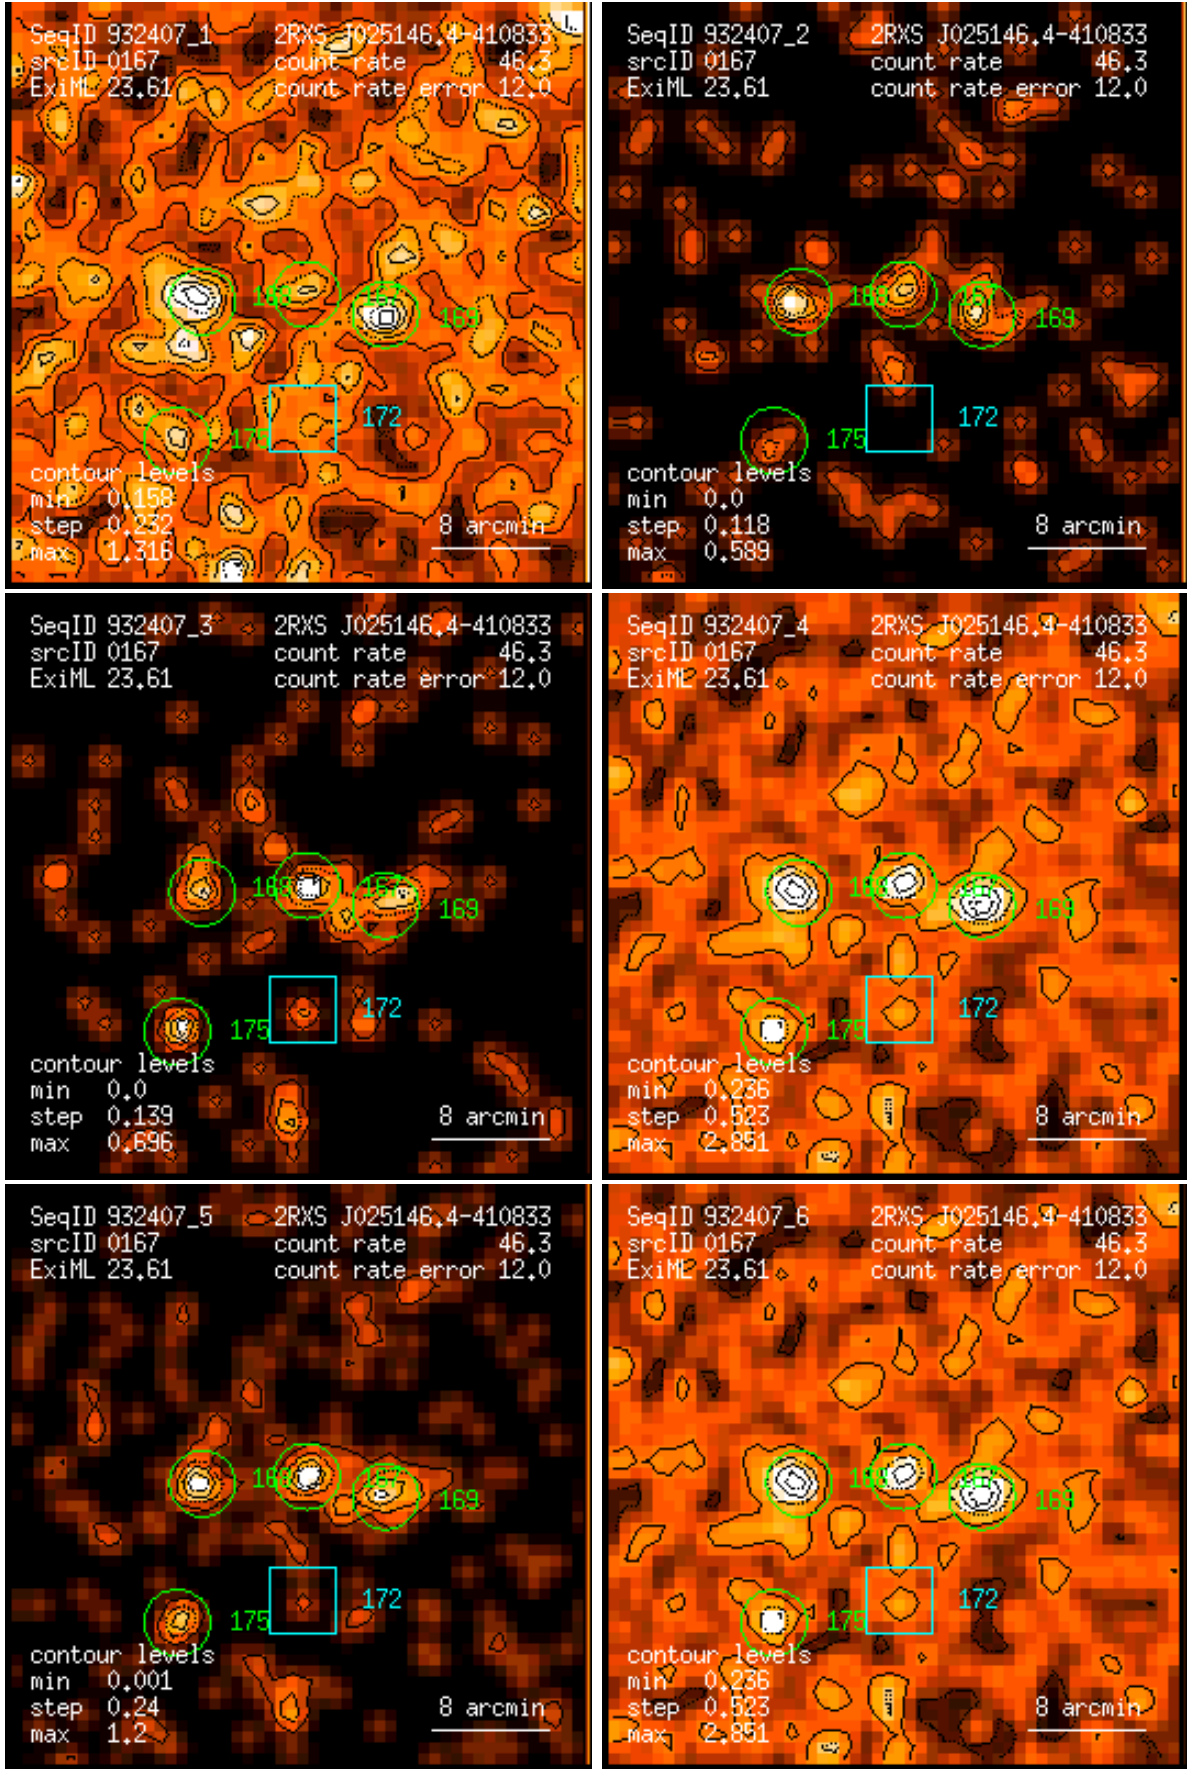 SeqID 932407_1 2RXS J025146.4-410833
srcID 0167 count rate 46.3
ExiML 23.61 count rate error 12.0
167
169
172
175
contour levels
min 0.158
step 0.232 8 arcmin
max 1.316
SeqID 932407_2 2RXS J025146.4-410833
srcID 0167 count rate 46.3
ExiML 23.61 count rate error 12.0
167
169
172
175
contour levels
min 0.0
step 0.118 8 arcmin
max 0.589
SeqID 932407_3 2RXS J025146.4-410833
srcID 0167 count rate 46.3
ExiML 23.61 count rate error 12.0
167
169
172
175
contour levels
min 0.0
step 0.139 8 arcmin
max 0.696
SeqID 932407_4 2RXS J025146.4-410833
srcID 0167 count rate 46.3
ExiML 23.61 count rate error 12.0
167
169
172
175
contour levels
min 0.236
step 0.523 8 arcmin
max 2.851
SeqID 932407_5 2RXS J025146.4-410833
srcID 0167 count rate 46.3
ExiML 23.61 count rate error 12.0
167
169
172
175
contour levels
min 0.001
step 0.24 8 arcmin
max 1.2
SeqID 932407_6 2RXS J025146.4-410833
srcID 0167 count rate 46.3
ExiML 23.61 count rate error 12.0
167
169
172
175
contour levels
min 0.236
step 0.523 8 arcmin
max 2.851